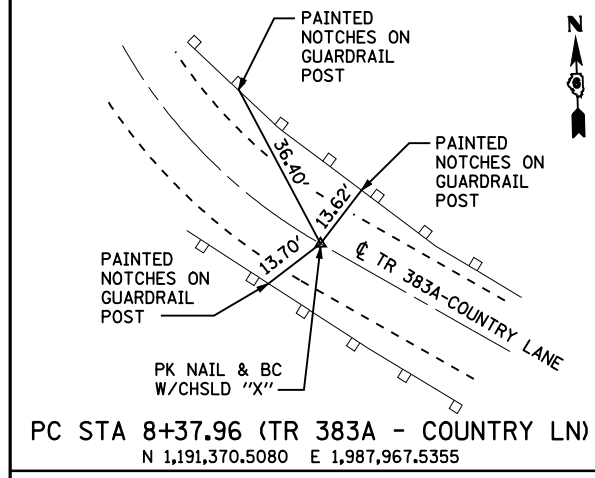 PAINTED
NOTCHES ON
GUARDRAIL
POST
N
36.40'
13.62'
PAINTED
NOTCHES ON
GUARDRAIL
POST
13.70'
℄ TR 383A-COUNTRY LANE
PAINTED
NOTCHES ON
GUARDRAIL
POST
PK NAIL & BC
W/CHSLD "X"
PC STA 8+37.96 (TR 383A - COUNTRY LN)
N 1,191,370.5080 E 1,987,967.5355